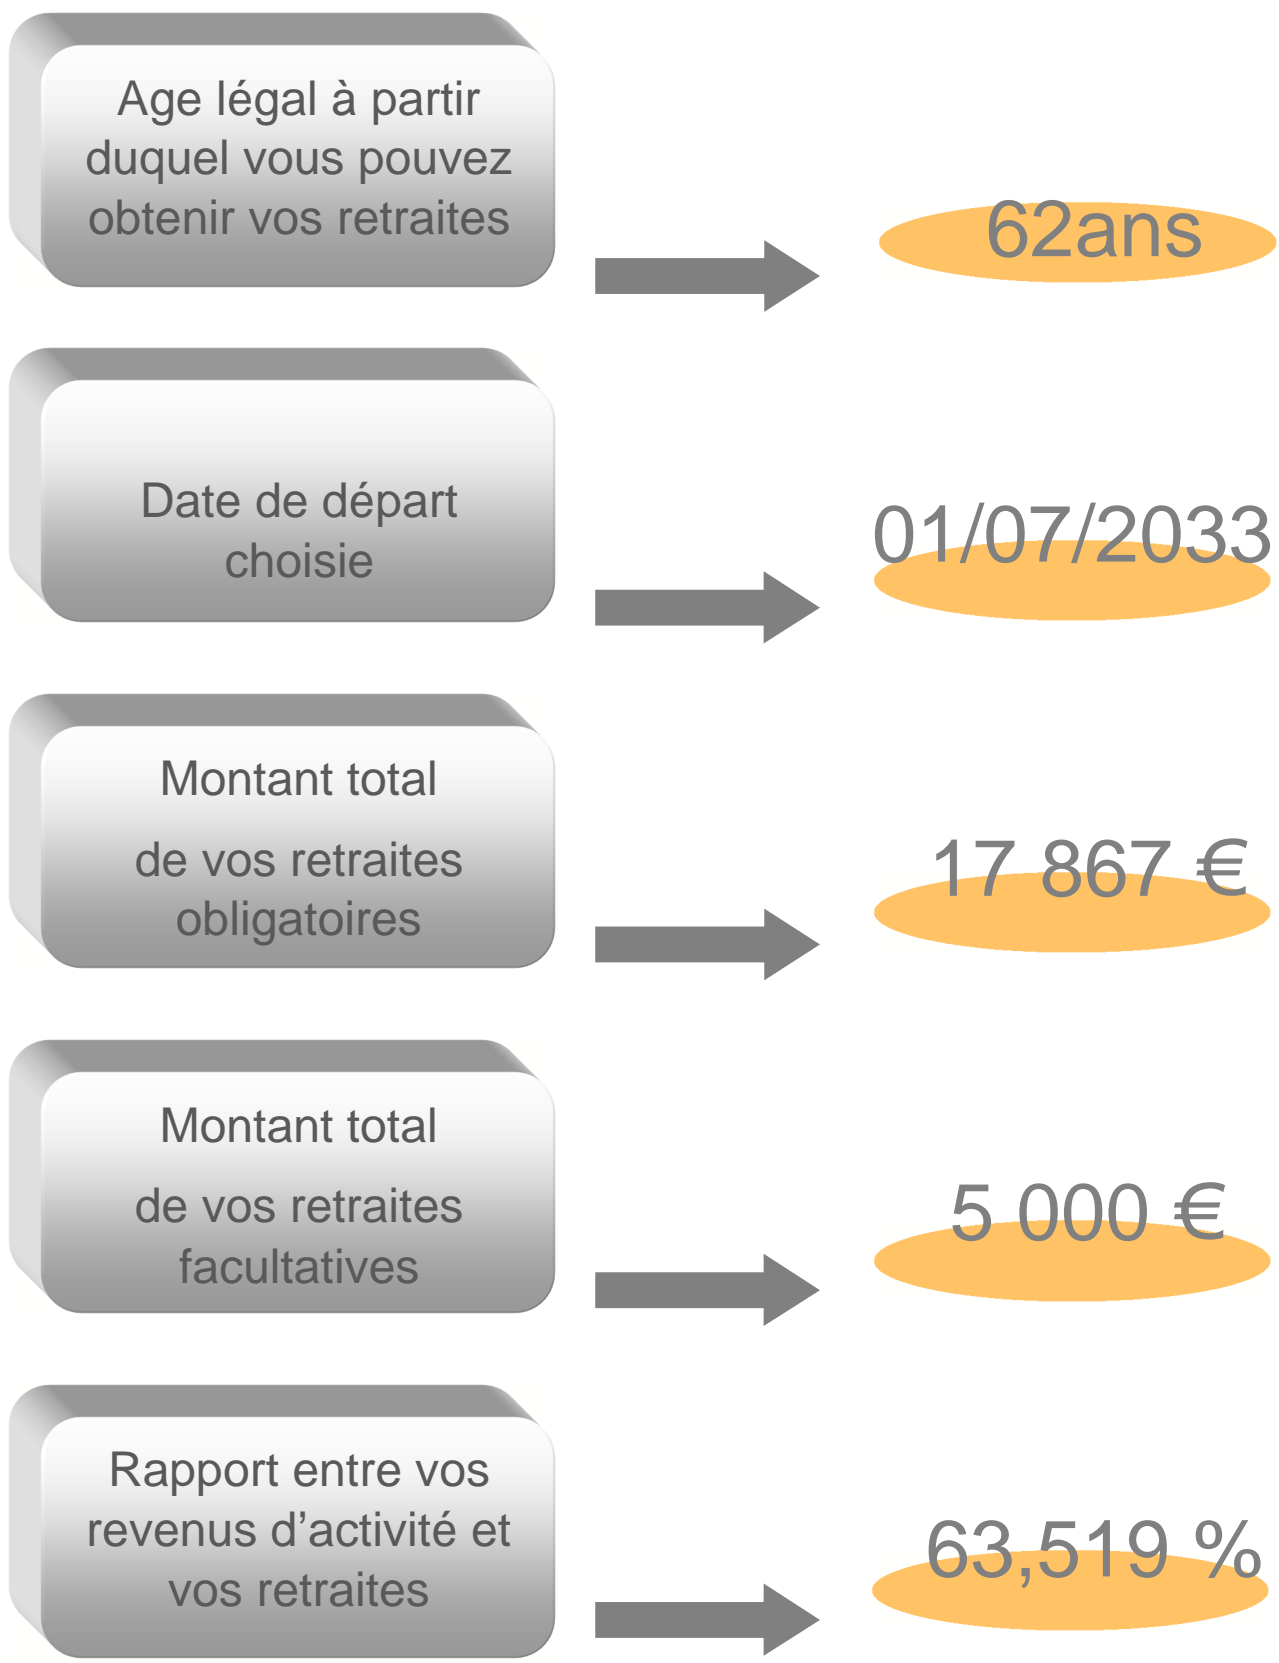 Age légal à partir
duquel vous pouvez
obtenir vos retraites
62ans
Date de départ
choisie
01/07/2033
Montant total
de vos retraites
obligatoires
17 867 €
Montant total
de vos retraites
facultatives
5 000 €
Rapport entre vos
revenus d’activité et
vos retraites
63,519 %